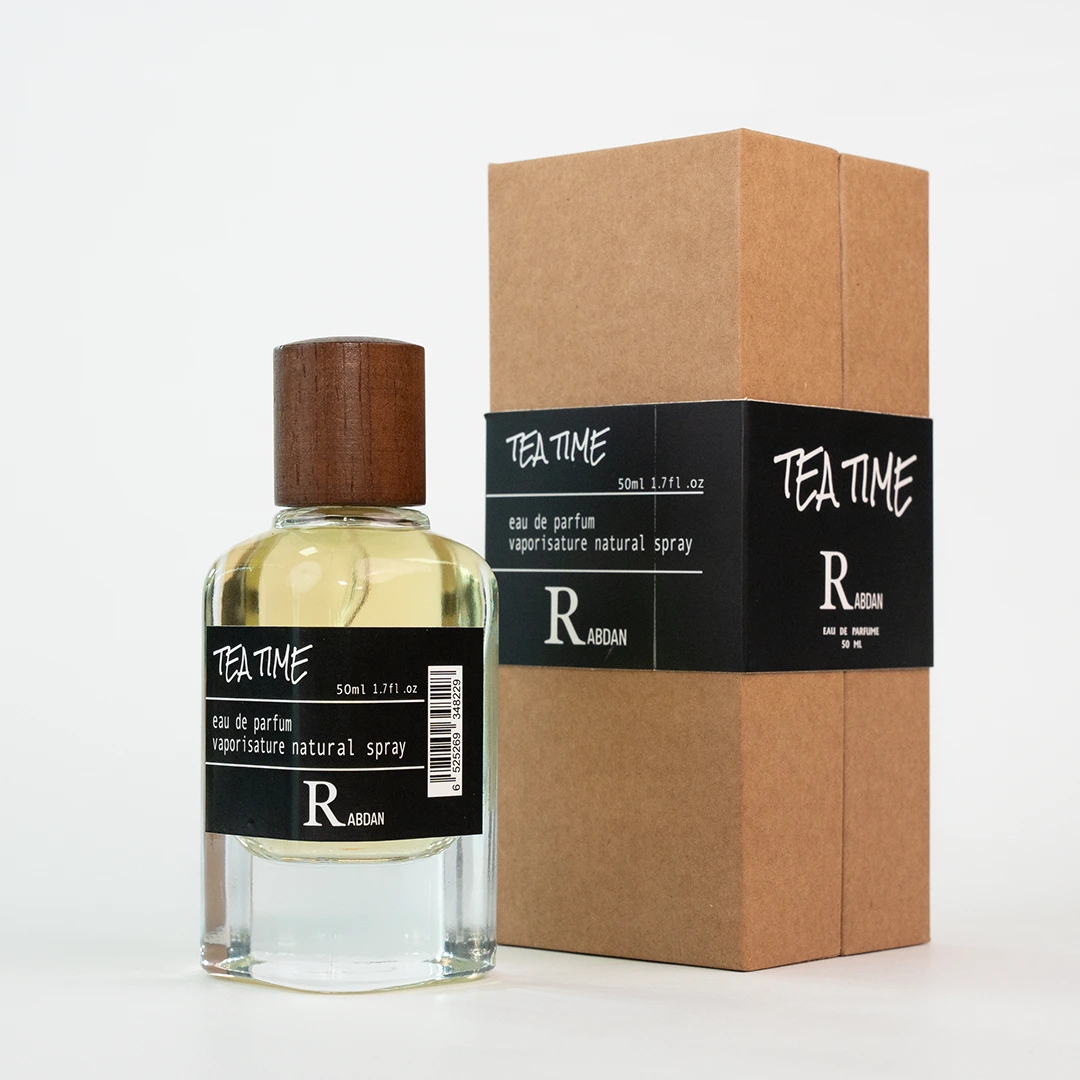 TEA TIME
50ml 1.7fl.oz
eau de parfum
vaporisature natural spray
RABDAN
6 525269 348229
TEA TIME
50ml 1.7fl.oz
eau de parfum
vaporisature natural spray
RABDAN
TEA TIME
RABDAN
EAU DE PARFUME
50 ML